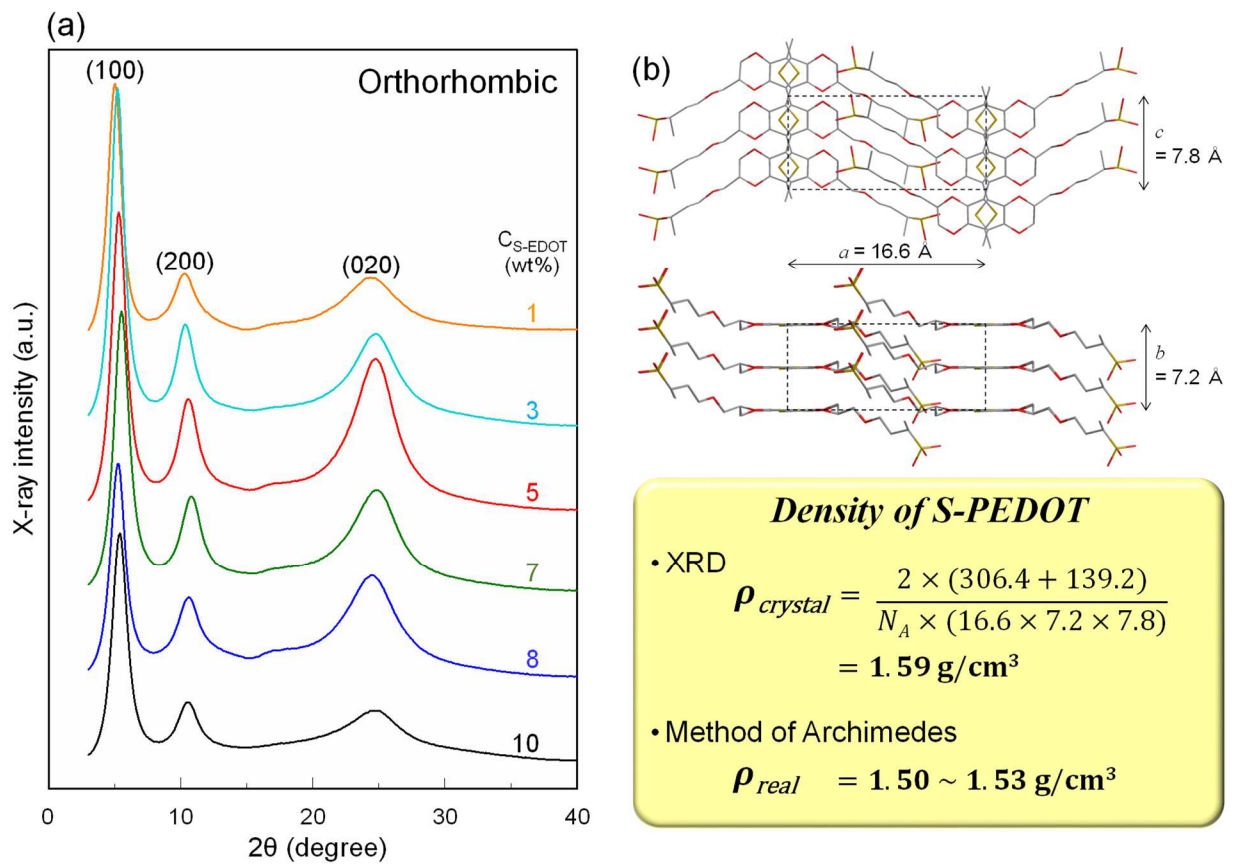 (a)
(100)
Orthorhombic
(200)
(020)
C_S-EDOT
(wt%)
1
3
5
7
8
10
X-ray intensity (a.u.)
0 10 20 30 40
2θ (degree)
(b)
c
= 7.8 Å
a = 16.6 Å
b
= 7.2 Å
Density of S-PEDOT
• XRD
ρ_crystal = 2 × (306.4 + 139.2) / N_A × (16.6 × 7.2 × 7.8)
= 1.59 g/cm³
• Method of Archimedes
ρ_real = 1.50 ~ 1.53 g/cm³